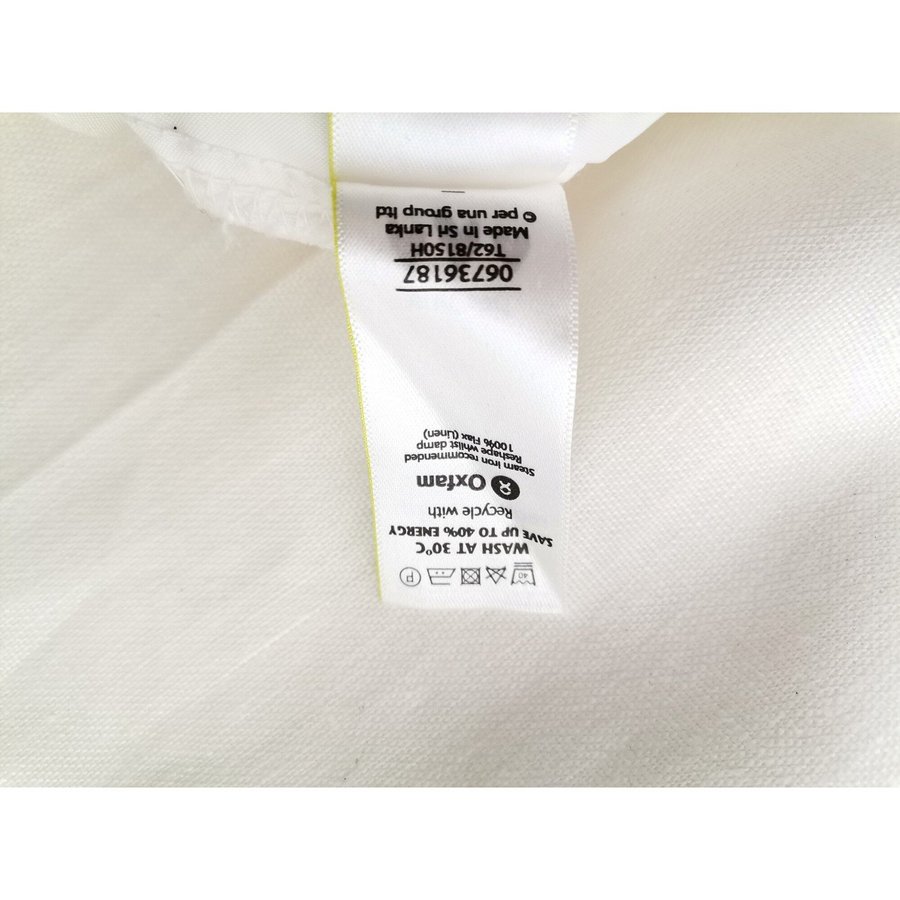 40 P
WASH AT 30°C
SAVE UP TO 40% ENERGY
Recycle with
Oxfam
Steam iron recommended
Reshape whilst damp
100% Flax (Linen)
06736187
T62/8150H
Made In Sri Lanka
© per una group ltd